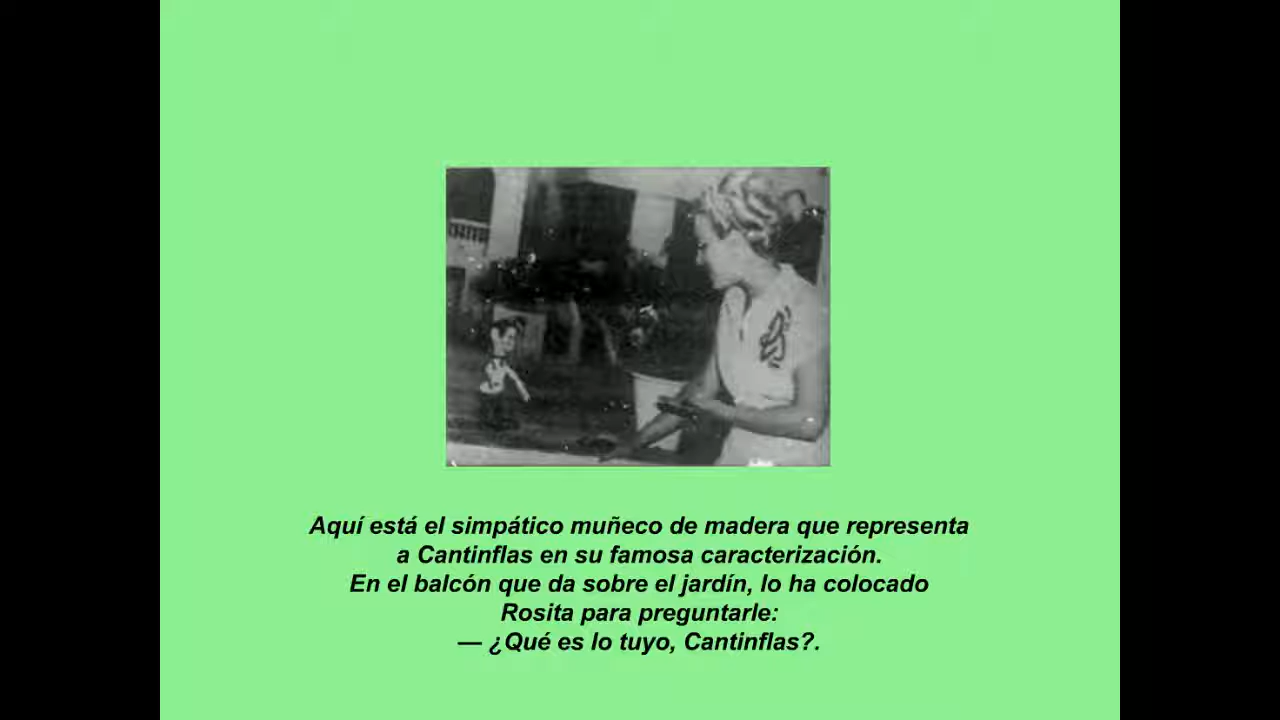 Aquí está el simpático muñeco de madera que representa
a Cantinflas en su famosa caracterización.
En el balcón que da sobre el jardín, lo ha colocado
Rosita para preguntarle:
— ¿Qué es lo tuyo, Cantinflas?.